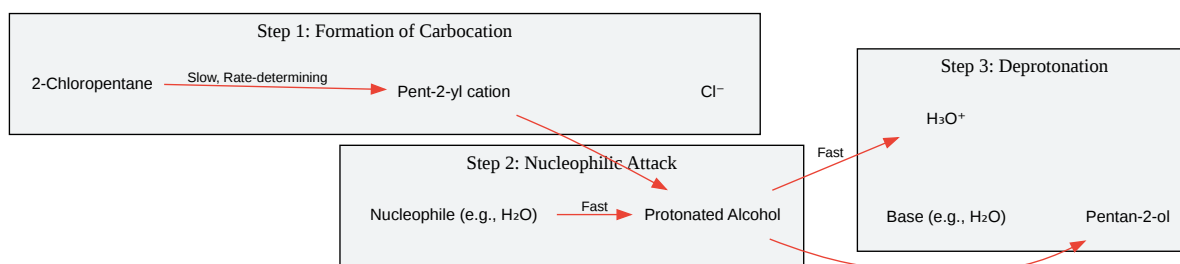 Step 1: Formation of Carbocation
2-Chloropentane
Slow, Rate-determining
Pent-2-yl cation
Cl⁻
Step 2: Nucleophilic Attack
Nucleophile (e.g., H₂O)
Fast
Protonated Alcohol
Fast
Step 3: Deprotonation
H₃O⁺
Base (e.g., H₂O)
Pentan-2-ol